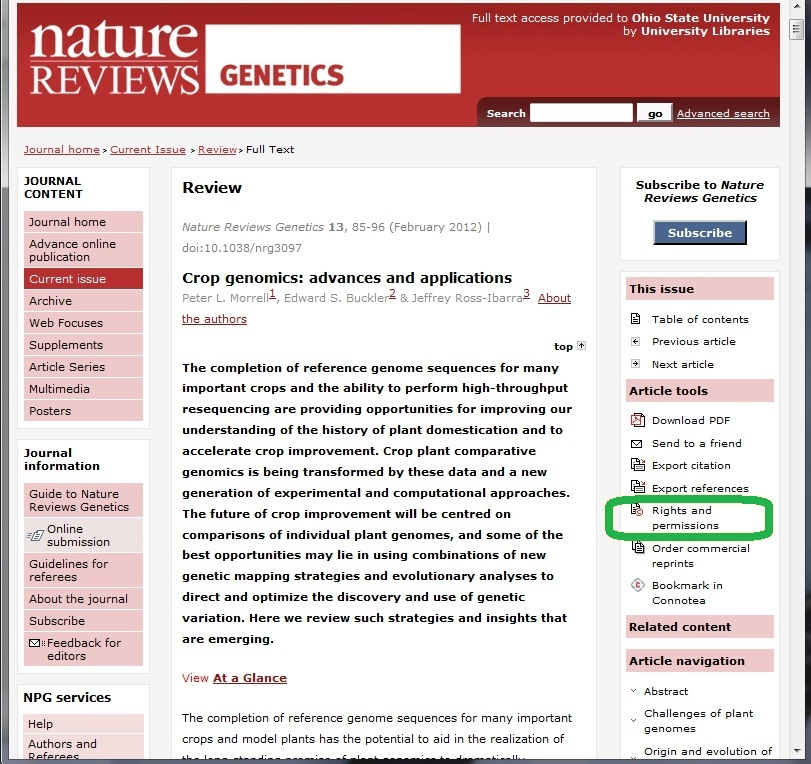 nature
REVIEWS
GENETICS
Full text access provided to Ohio State University
by University Libraries
Search
go
Advanced search
Journal home > Current Issue > Review > Full Text
JOURNAL
CONTENT
Journal home
Advance online
publication
Current issue
Archive
Web Focuses
Supplements
Article Series
Multimedia
Posters
Journal
information
Guide to Nature
Reviews Genetics
Online
submission
Guidelines for
referees
About the journal
Subscribe
Feedback for
editors
NPG services
Help
Authors and
Referees
Review
Nature Reviews Genetics 13, 85-96 (February 2012) |
doi:10.1038/nrg3097
Crop genomics: advances and applications
Peter L. Morrell1, Edward S. Buckler2 & Jeffrey Ross-Ibarra3 About
the authors
top
The completion of reference genome sequences for many
important crops and the ability to perform high-throughput
resequencing are providing opportunities for improving our
understanding of the history of plant domestication and to
accelerate crop improvement. Crop plant comparative
genomics is being transformed by these data and a new
generation of experimental and computational approaches.
The future of crop improvement will be centred on
comparisons of individual plant genomes, and some of the
best opportunities may lie in using combinations of new
genetic mapping strategies and evolutionary analyses to
direct and optimize the discovery and use of genetic
variation. Here we review such strategies and insights that
are emerging.
View At a Glance
The completion of reference genome sequences for many important
crops and model plants has the potential to aid in the realization of
the long-standing promise of plant genomics to dramatically
Subscribe to Nature
Reviews Genetics
Subscribe
This issue
Table of contents
Previous article
Next article
Article tools
Download PDF
Send to a friend
Export citation
Export references
Rights and
permissions
Order commercial
reprints
Bookmark in
Connotea
Related content
Article navigation
Abstract
Challenges of plant
genomes
Origin and evolution of